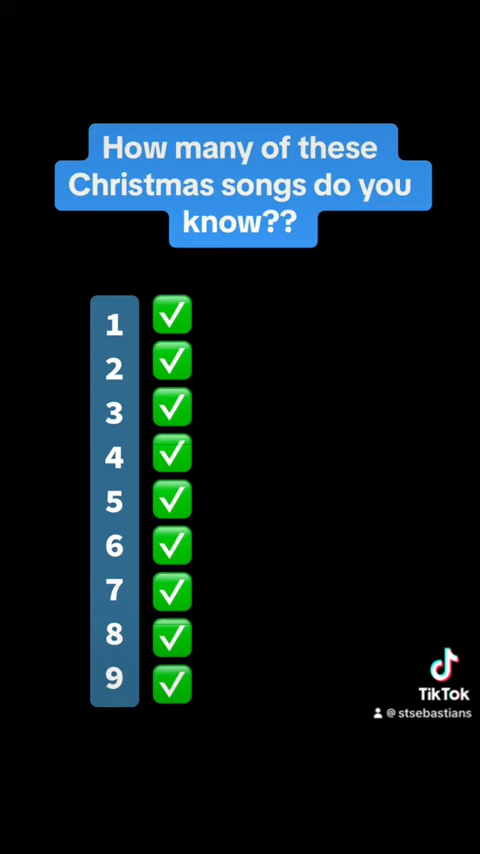 How many of these
Christmas songs do you
know??
1 ✅
2 ✅
3 ✅
4 ✅
5 ✅
6 ✅
7 ✅
8 ✅
9 ✅
TikTok
@ stsebastians